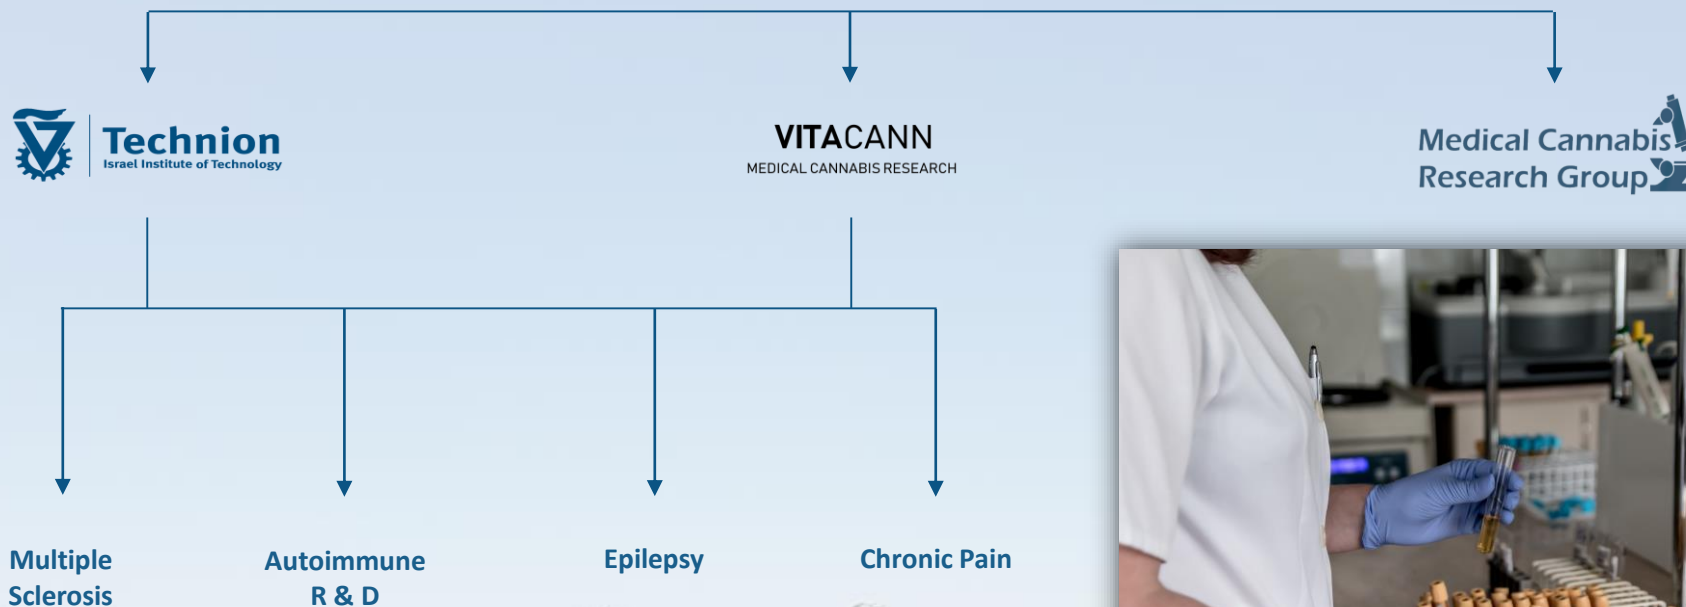 Technion
Israel Institute of Technology
VITACANN
MEDICAL CANNABIS RESEARCH
Medical Cannabis
Research Group
Multiple
Sclerosis
Autoimmune
R & D
Epilepsy
Chronic Pain